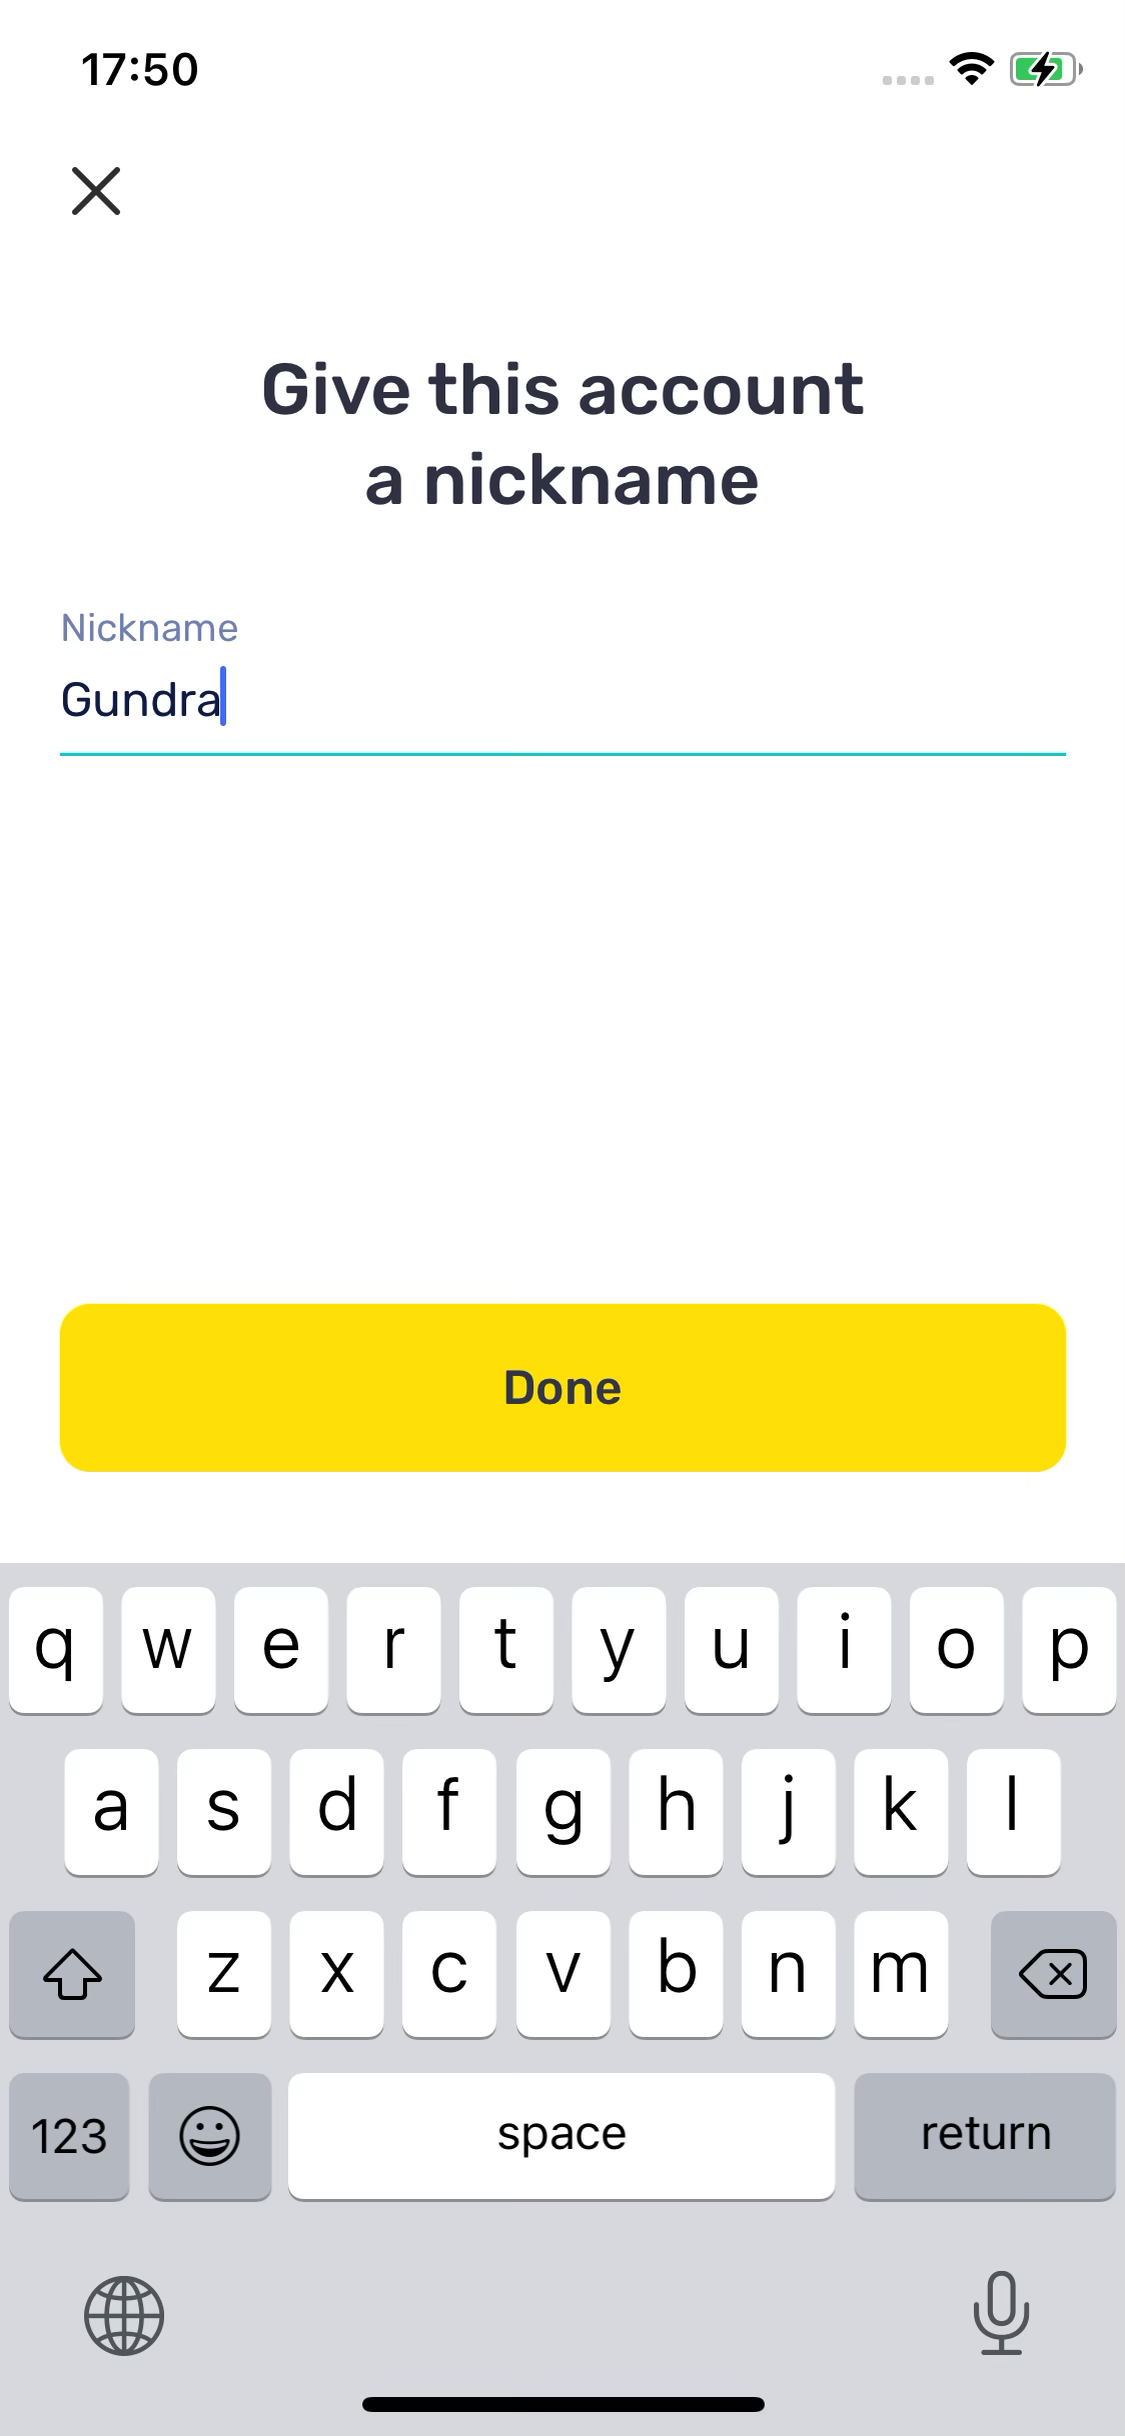 17:50
Give this account
a nickname
Nickname
Gundra
Done
q w e r t y u i o p
a s d f g h j k l
z x c v b n m
123 space return